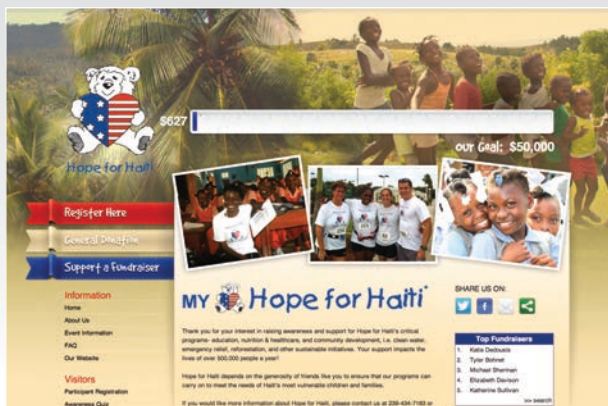 $627
our Goal: $50,000
Hope for Haiti
Register Here
General Donation
Support a Fundraiser
Information
Home
About Us
Event Information
FAQ
Our Website
Visitors
Participant Registration
Awareness Quiz
MY Hope for Haiti
Thank you for your interest in raising awareness and support for Hope for Haiti's critical
programs- education, nutrition & healthcare, and community development, i.e. clean water,
emergency relief, reforestation, and other sustainable initiatives. Your support impacts the
lives of over 500,000 people a year!
Hope for Haiti depends on the generosity of friends like you to ensure that our programs can
carry on to meet the needs of Haiti's most vulnerable children and families.
If you would like more information about Hope for Haiti, please contact us at 239-434-7183 or
SHARE US ON:
Top Fundraisers
1. Katie Dedousis
2. Tyler Bohnet
3. Michael Sherman
4. Elizabeth Davison
5. Katherine Sullivan
>> search